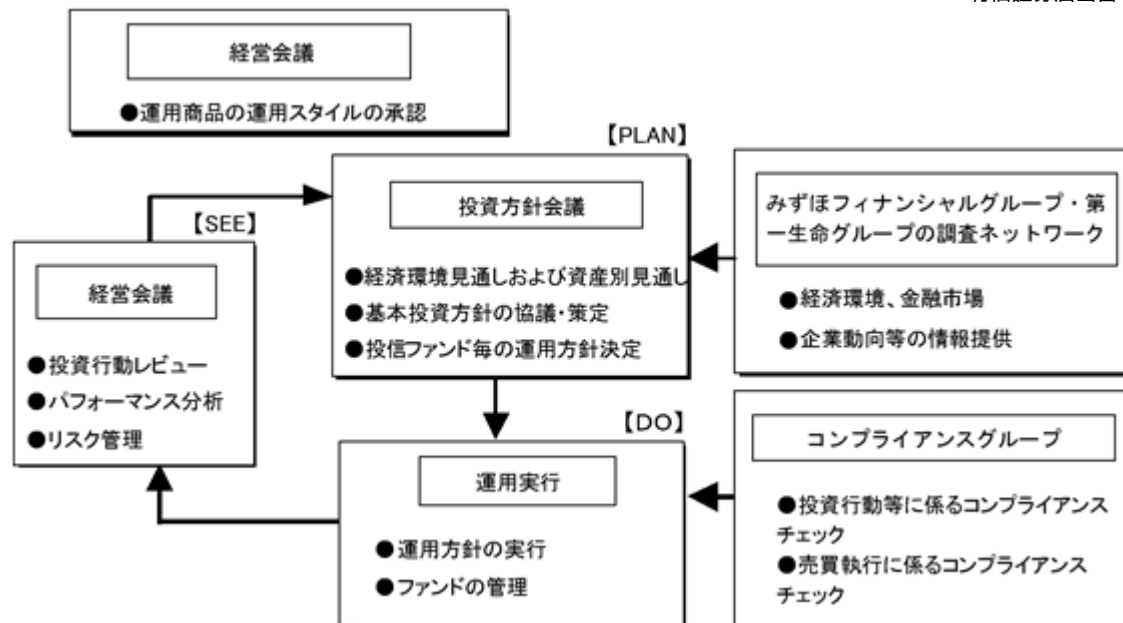 経営会議
●運用商品の運用スタイルの承認
【PLAN】
投資方針会議
●経済環境見通しおよび資産別見通し
●基本投資方針の協議・策定
●投信ファンド毎の運用方針決定
みずほフィナンシャルグループ・第
一生命グループの調査ネットワーク
●経済環境、金融市場
●企業動向等の情報提供
【SEE】
経営会議
●投資行動レビュー
●パフォーマンス分析
●リスク管理
【DO】
運用実行
●運用方針の実行
●ファンドの管理
コンプライアンスグループ
●投資行動等に係るコンプライアンス
チェック
●売買執行に係るコンプライアンス
チェック